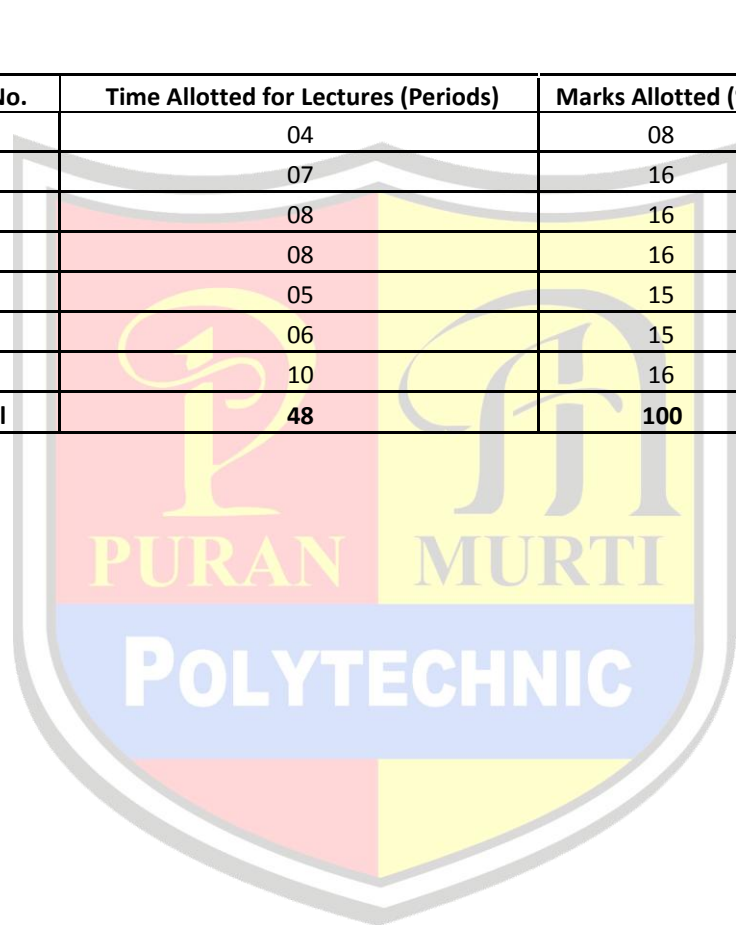 No. Time Allotted for Lectures (Periods) Marks Allotted (
04 08
07 16
08 16
08 16
05 15
06 15
10 16
l 48 100
PURAN MURTI
POLYTECHNIC